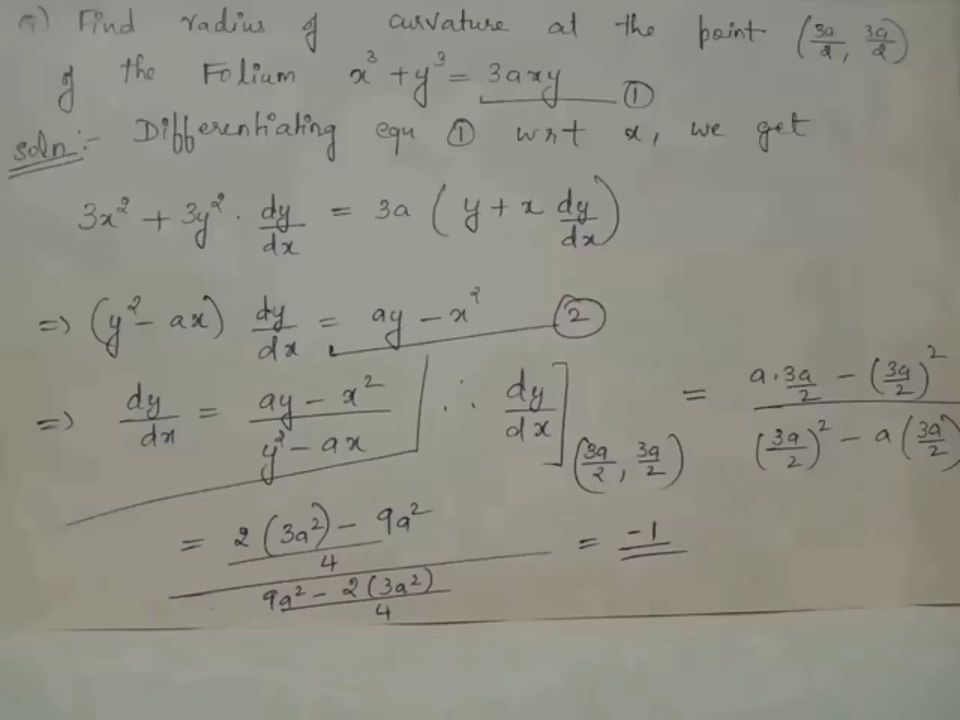 Q) Find radius of curvature at the point (3a/2, 3a/2)
of the Folium x³ + y³ = 3axy ①
Soln:- Differentiating equ ① wrt x, we get
3x² + 3y² · dy/dx = 3a (y + x dy/dx)
=> (y² - ax) dy/dx = ay - x² ②
=> dy/dx = (ay - x²)/(y² - ax) ∴ dy/dx](3a/2, 3a/2) = (a·3a/2 - (3a/2)²)/((3a/2)² - a(3a/2))
= ((2(3a²) - 9a²)/4)/((9a² - 2(3a²))/4) = -1